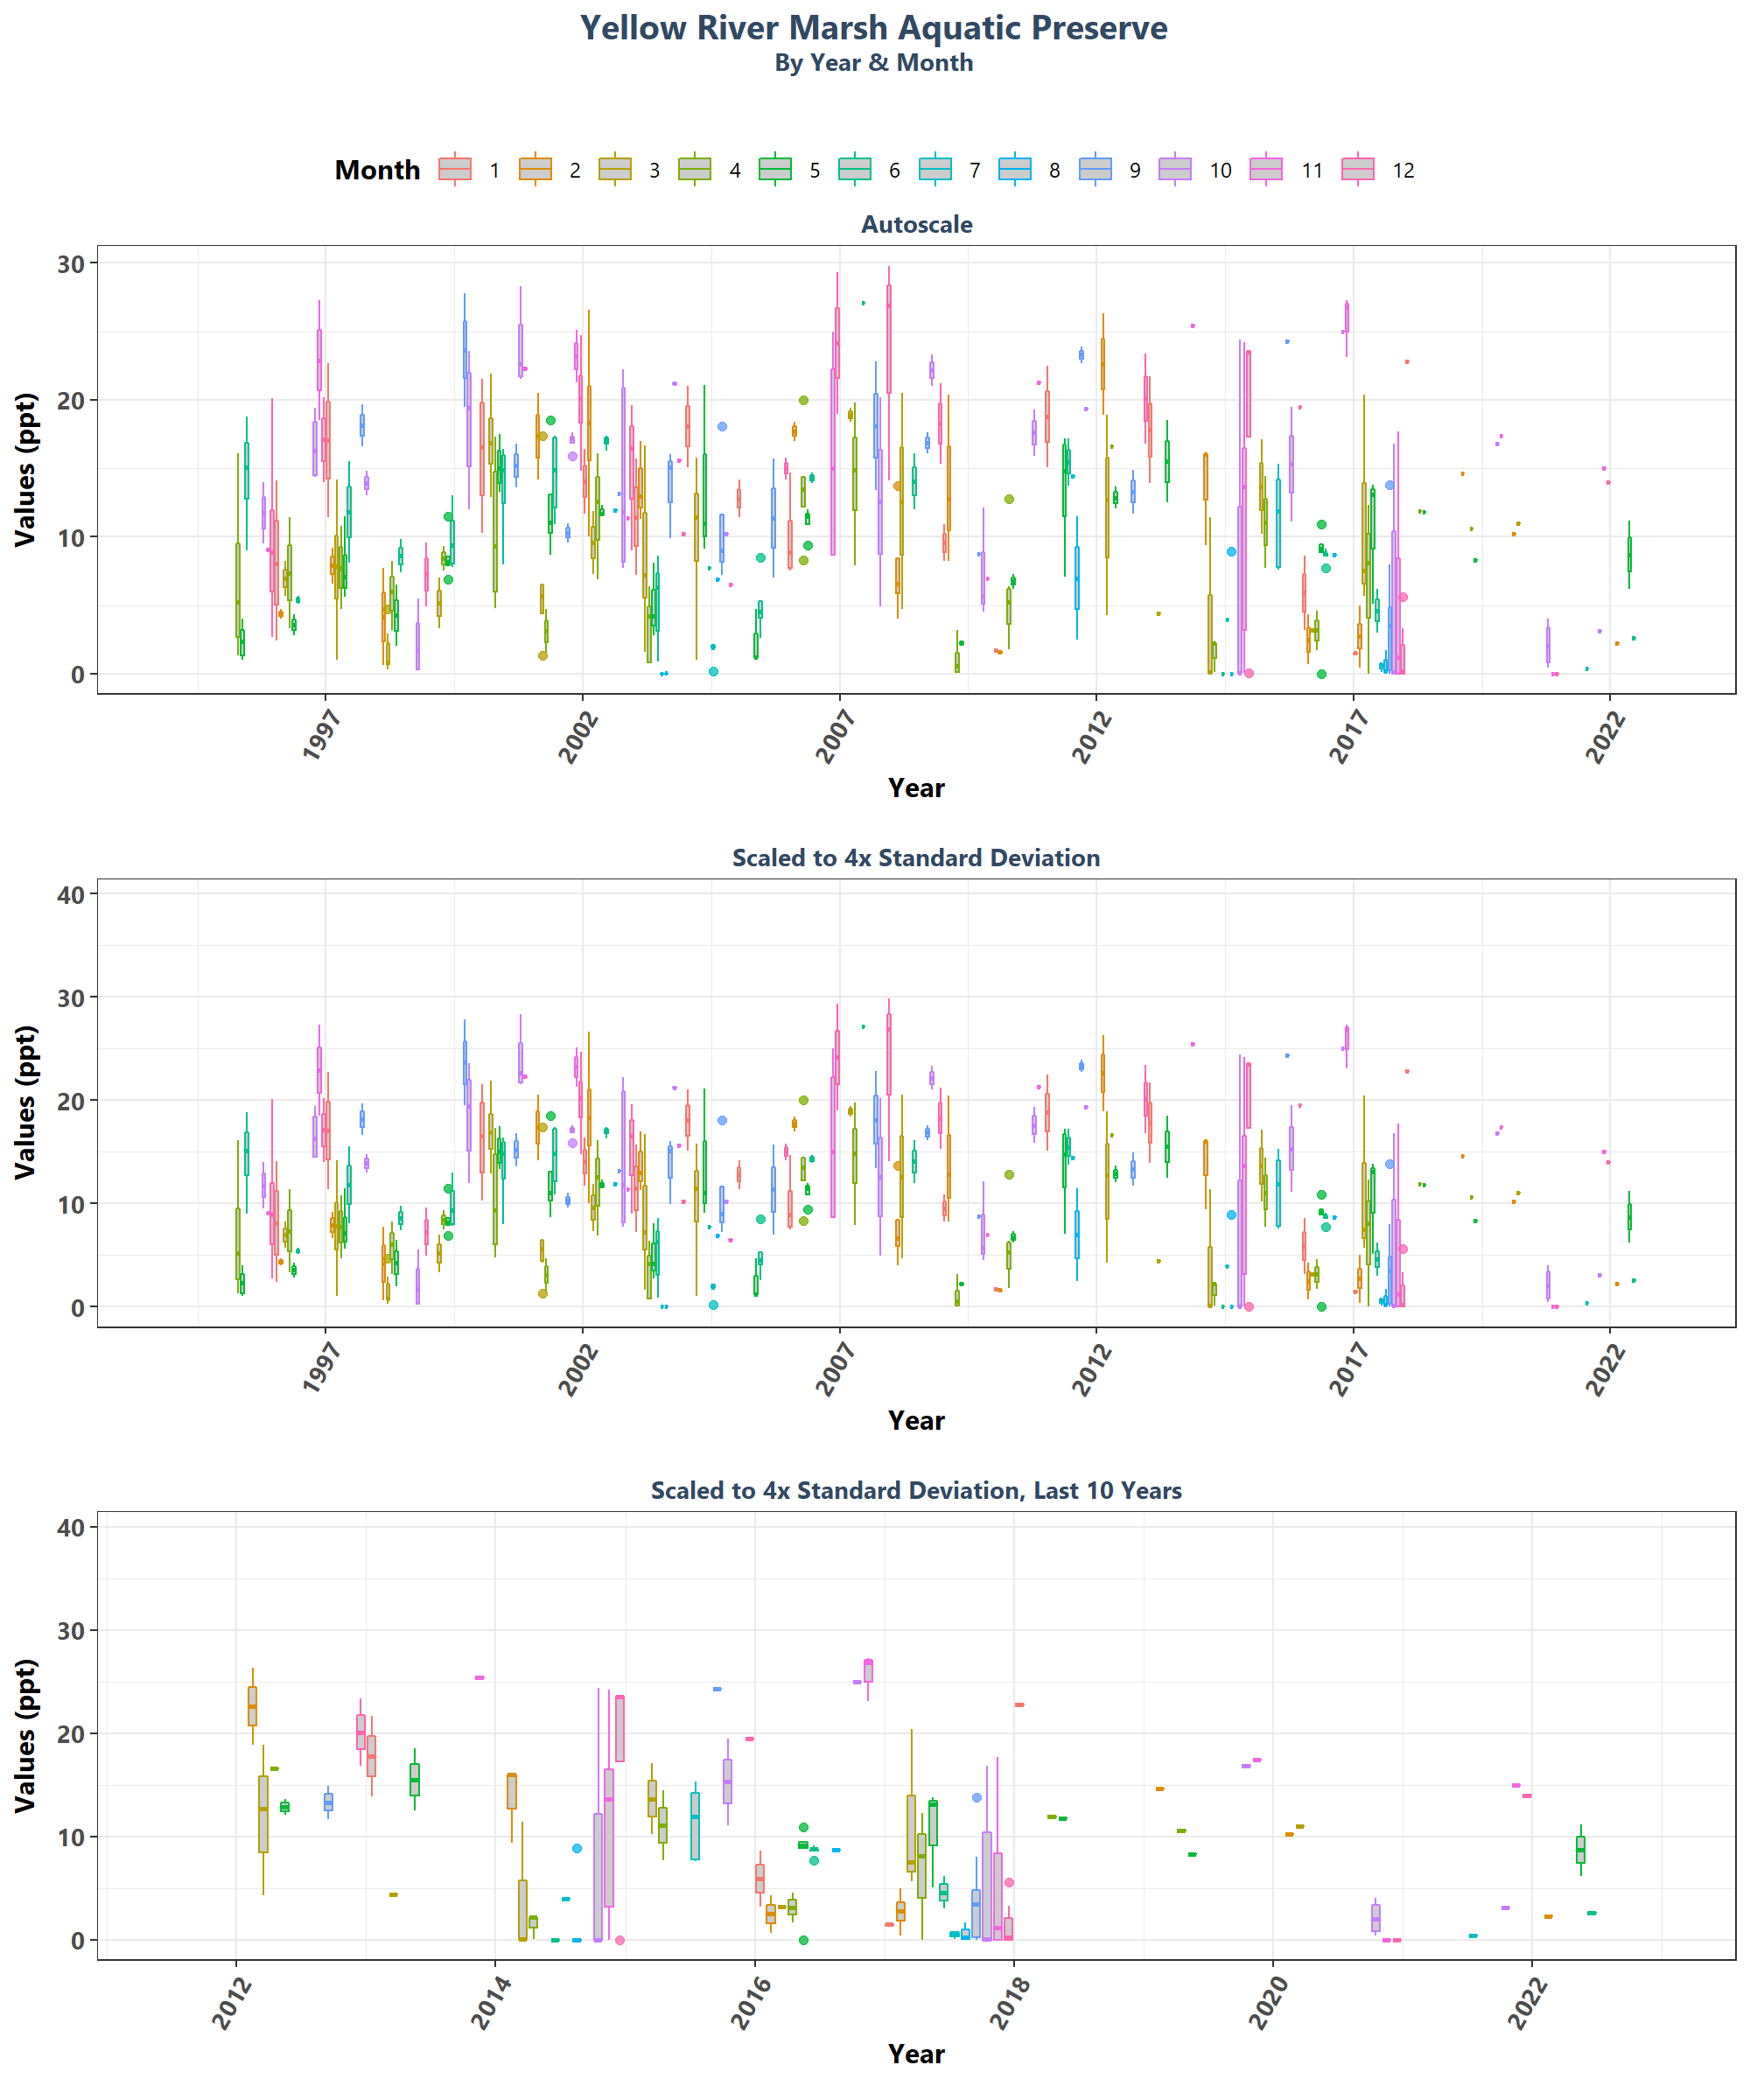 Yellow River Marsh Aquatic Preserve
By Year & Month
Month 1 2 3 4 5 6 7 8 9 10 11 12
Autoscale
Values (ppt)
30
20
10
0
1997 2002 2007 2012 2017 2022
Year
Scaled to 4x Standard Deviation
Values (ppt)
40
30
20
10
0
1997 2002 2007 2012 2017 2022
Year
Scaled to 4x Standard Deviation, Last 10 Years
Values (ppt)
40
30
20
10
0
2012 2014 2016 2018 2020 2022
Year